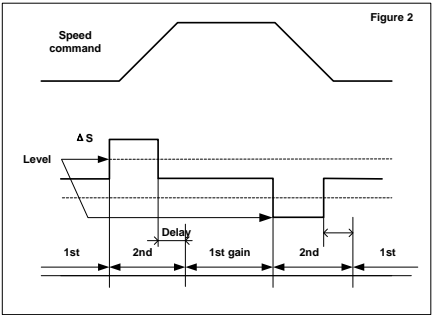 Figure 2
Speed
command
Δ S
Level
Delay
1st 2nd 1st gain 2nd 1st